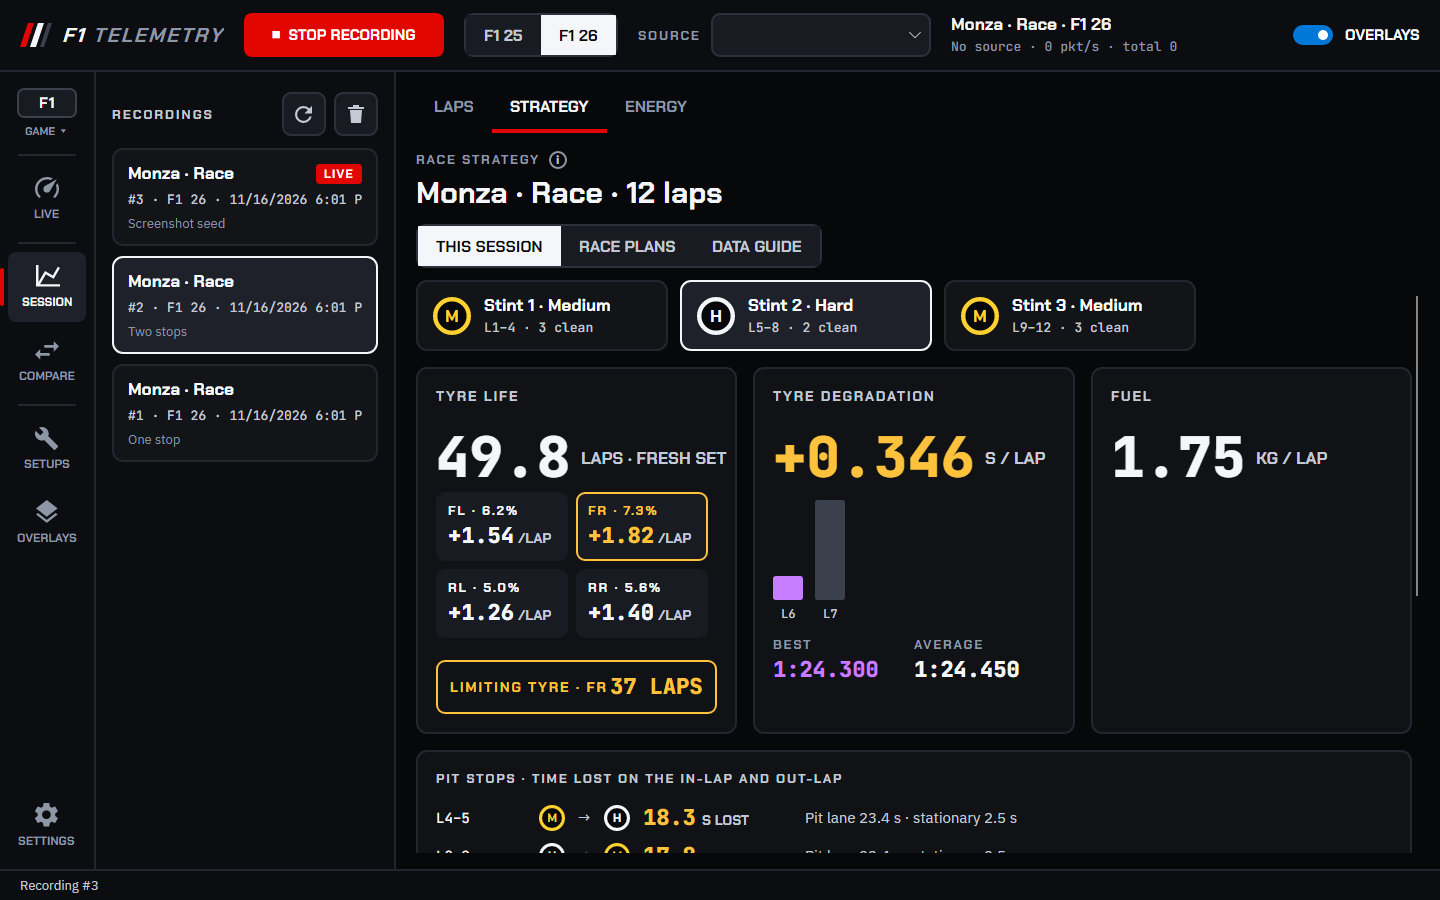 F1 TELEMETRY
STOP RECORDING
F1 25
F1 26
SOURCE
Monza · Race · F1 26
No source · 0 pkt/s · total 0
OVERLAYS
F1
GAME
LIVE
SESSION
COMPARE
SETUPS
OVERLAYS
SETTINGS
RECORDINGS
Monza · Race
LIVE
#3 · F1 26 · 11/16/2026 6:01 P
Screenshot seed
Monza · Race
#2 · F1 26 · 11/16/2026 6:01 P
Two stops
Monza · Race
#1 · F1 26 · 11/16/2026 6:01 P
One stop
LAPS
STRATEGY
ENERGY
RACE STRATEGY
Monza · Race · 12 laps
THIS SESSION
RACE PLANS
DATA GUIDE
M
Stint 1 · Medium
L1–4 · 3 clean
H
Stint 2 · Hard
L5–8 · 2 clean
M
Stint 3 · Medium
L9–12 · 3 clean
TYRE LIFE
49.8 LAPS · FRESH SET
FL · 6.2%
+1.54 /LAP
FR · 7.3%
+1.82 /LAP
RL · 5.0%
+1.26 /LAP
RR · 5.6%
+1.40 /LAP
LIMITING TYRE · FR 37 LAPS
TYRE DEGRADATION
+0.346 S / LAP
L6
L7
BEST
1:24.300
AVERAGE
1:24.450
FUEL
1.75 KG / LAP
PIT STOPS · TIME LOST ON THE IN-LAP AND OUT-LAP
L4–5 M → H 18.3 S LOST Pit lane 23.4 s · stationary 2.5 s
Recording #3